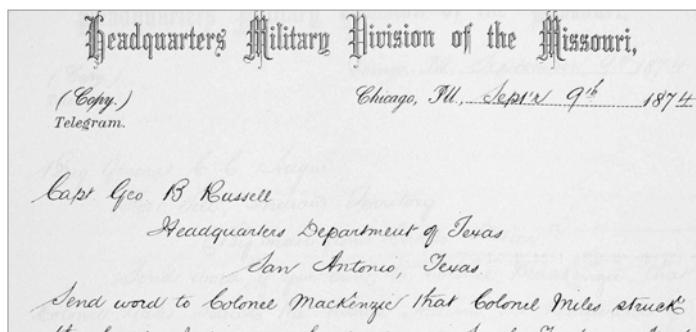 Headquarters Military Division of the Missouri,
(Copy.)
Chicago, Ill., Sept'r 9th 1874
Telegram.
Capt Geo B Russell
Headquarters Department of Texas
San Antonio, Texas
Send word to Colonel Mackenzie that Colonel Miles struck